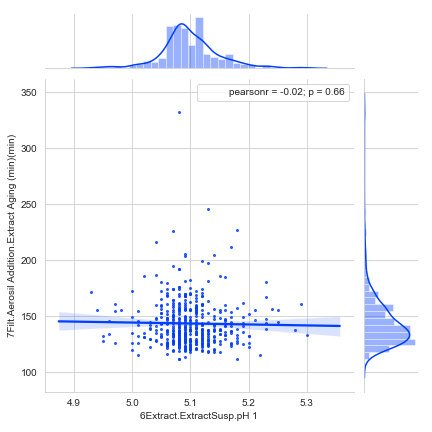 pearsonr = -0.02; p = 0.66
350
300
250
200
150
100
7Filt.Aerosil Addition.Extract Aging (min)(min)
4.9 5.0 5.1 5.2 5.3
6Extract.ExtractSusp.pH 1